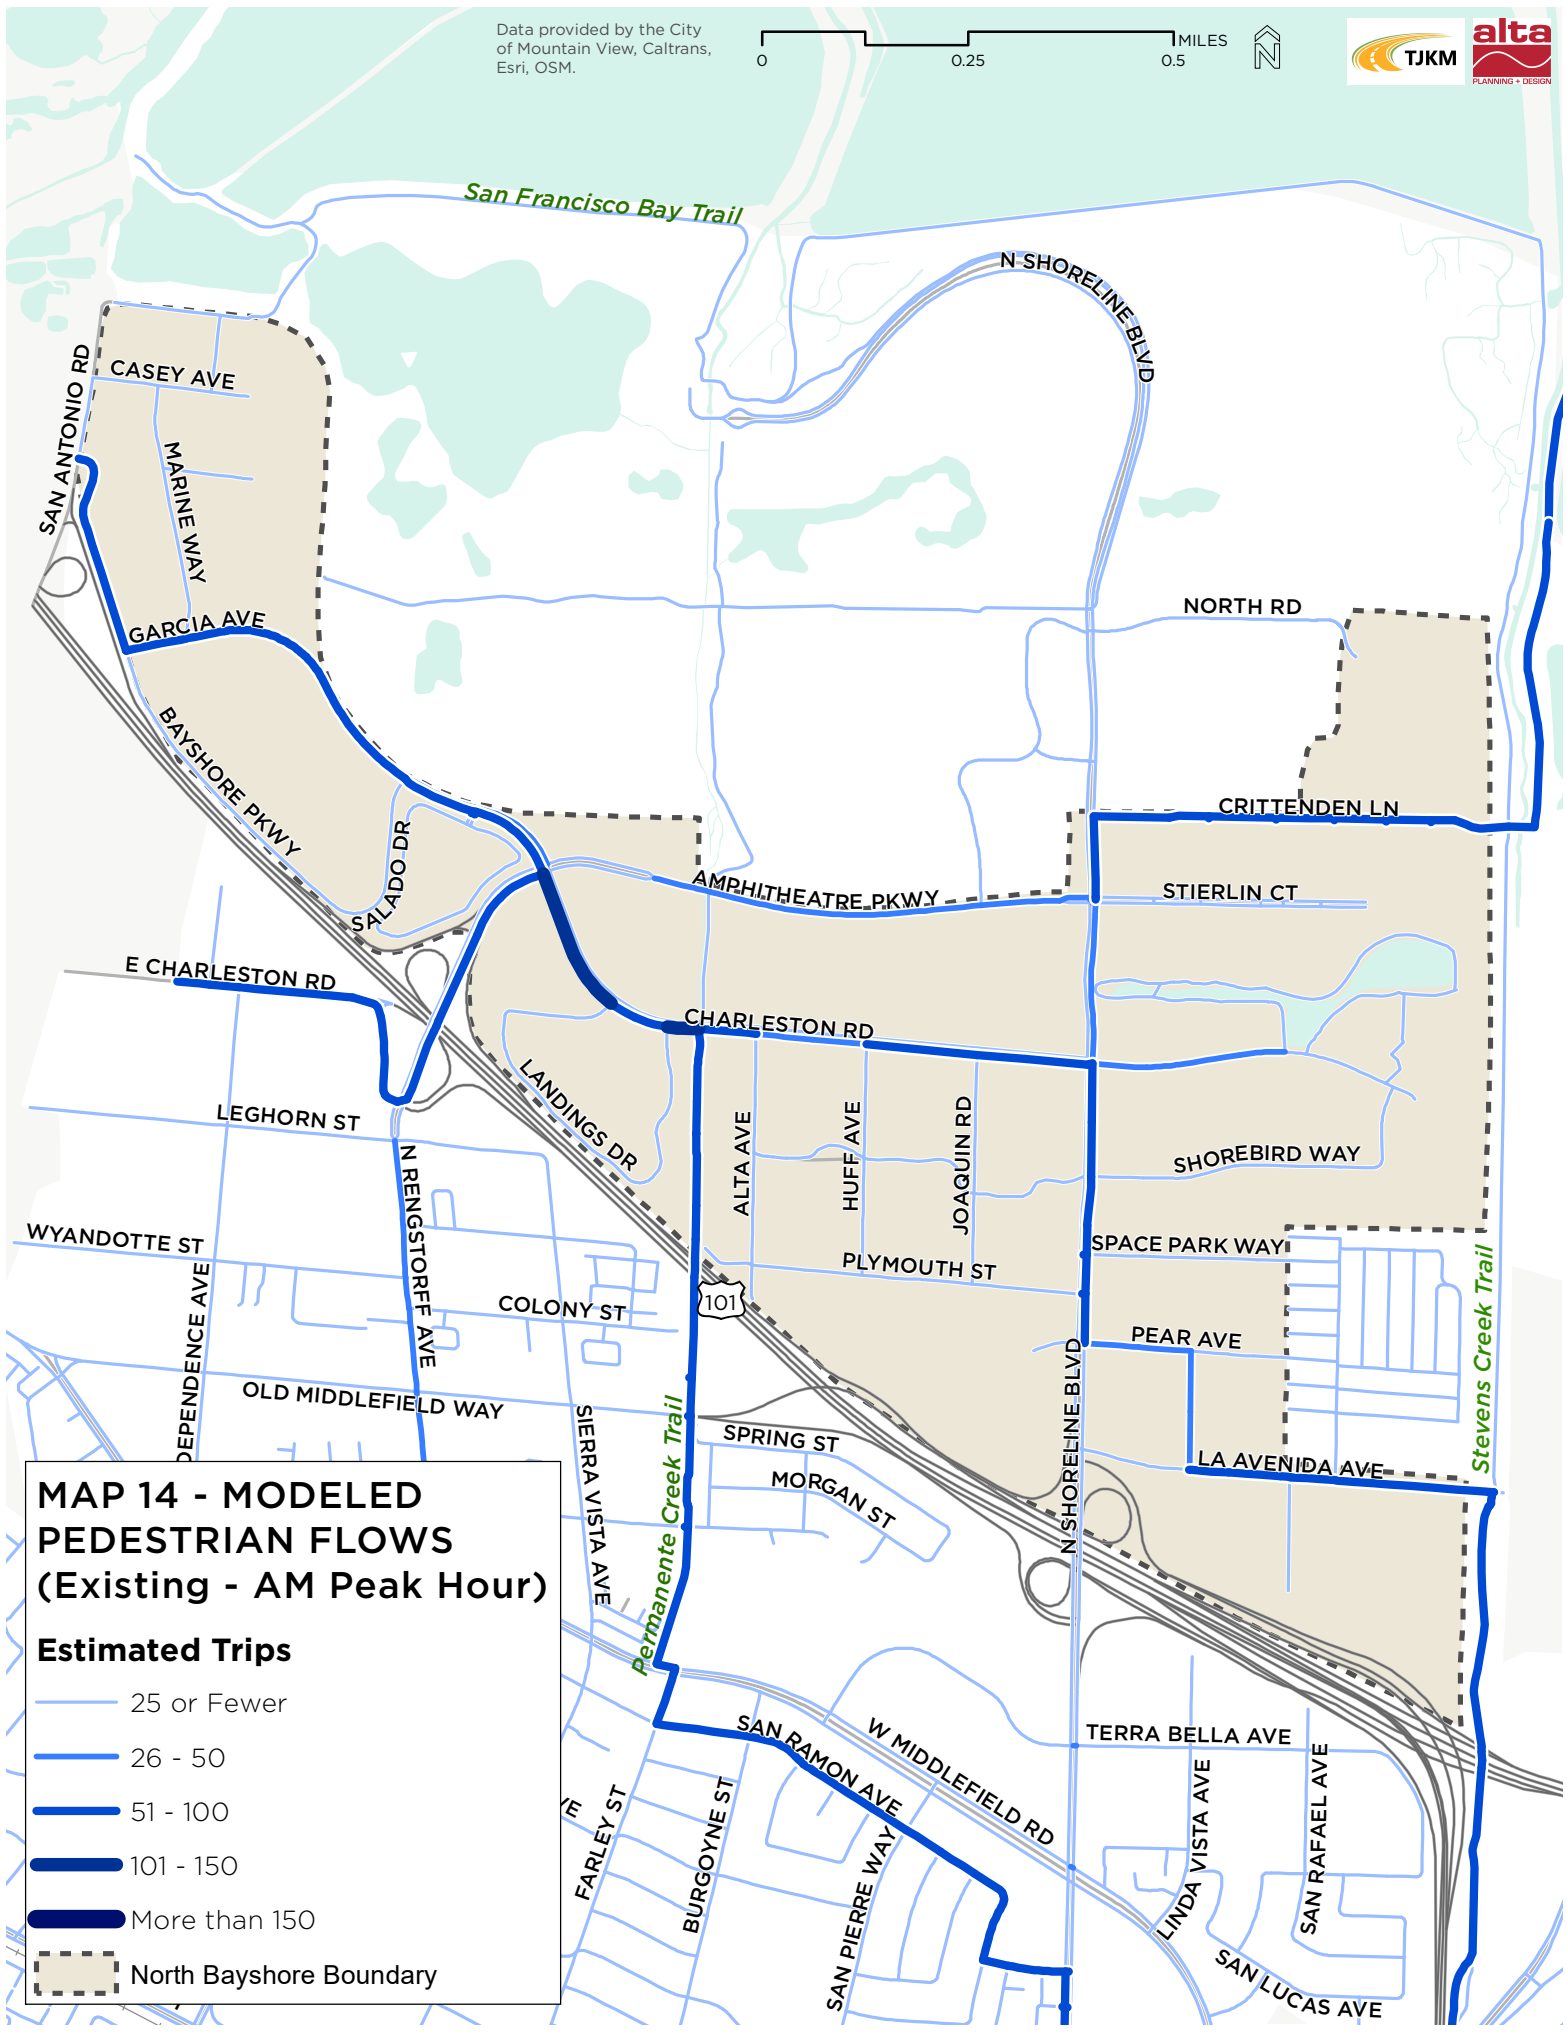 Data provided by the City
of Mountain View, Caltrans,
Esri, OSM.
0
0.25
0.5
MILES
N
TJKM
alta
PLANNING + DESIGN
San Francisco Bay Trail
N SHORELINE BLVD
SAN ANTONIO RD
CASEY AVE
MARINE WAY
GARCIA AVE
NORTH RD
BAYSHORE PKWY
SALADO DR
CRITTENDEN LN
AMPHITHEATRE PKWY
STIERLIN CT
E CHARLESTON RD
CHARLESTON RD
LANDINGS DR
LEGHORN ST
ALTA AVE
HUFF AVE
JOAQUIN RD
SHOREBIRD WAY
N RENGSTORFF AVE
WYANDOTTE ST
SPACE PARK WAY
PLYMOUTH ST
DEPENDENCE AVE
COLONY ST
101
PEAR AVE
Stevens Creek Trail
N SHORELINE BLVD
OLD MIDDLEFIELD WAY
SIERRA VISTA AVE
Permanente Creek Trail
SPRING ST
MORGAN ST
LA AVENIDA AVE
MAP 14 - MODELED
PEDESTRIAN FLOWS
(Existing - AM Peak Hour)
Estimated Trips
25 or Fewer
26 - 50
51 - 100
101 - 150
More than 150
North Bayshore Boundary
VE
SAN RAMON AVE
W MIDDLEFIELD RD
TERRA BELLA AVE
FARLEY ST
BURGOYNE ST
SAN PIERRE WAY
LINDA VISTA AVE
SAN RAFAEL AVE
SAN LUCAS AVE